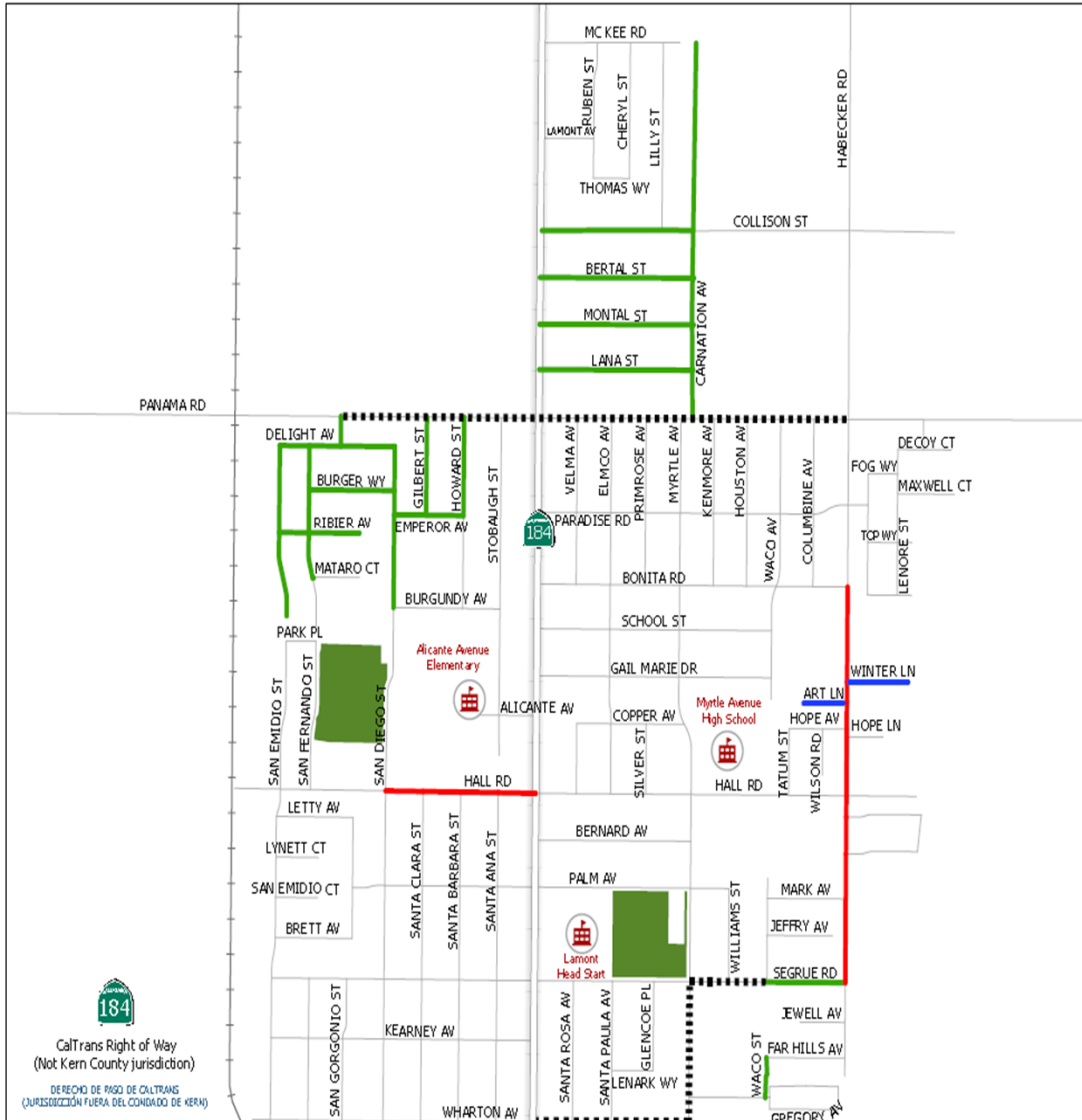 MC KEE RD
RUBEN ST
CHERYL ST
LILLY ST
HABECKER RD
LAMONT AV
THOMAS WY
COLLISON ST
BERTAL ST
CARNATION AV
MONTAL ST
LANA ST
PANAMA RD
DELIGHT AV
GILBERT ST
HOWARD ST
STOBAUGH ST
VELMA AV
ELMCO AV
PRIMROSE AV
MYRTLE AV
KENMORE AV
HOUSTON AV
WACO AV
COLUMBINE AV
DECOY CT
FOG WY
MAXWELL CT
BURGER WY
RIBIER AV
EMPEROR AV
CALIFORNIA
184
PARADISE RD
TOP WY
LENORE ST
MATARO CT
BONITA RD
BURGUNDY AV
SCHOOL ST
PARK PL
Alicante Avenue
Elementary
GAIL MARIE DR
WINTER LN
ART LN
SAN EMIDIO ST
SAN FERNANDO ST
SAN DIEGO ST
ALICANTE AV
COPPER AV
Myrtle Avenue
High School
HOPE AV
HOPE LN
SILVER ST
TATUM ST
WILSON RD
HALL RD
HALL RD
LETTY AV
SANTA CLARA ST
SANTA BARBARA ST
SANTA ANA ST
BERNARD AV
LYNETT CT
SAN EMIDIO CT
PALM AV
WILLIAMS ST
MARK AV
BRETT AV
JEFFRY AV
Lamont
Head Start
SEGRUE RD
CALIFORNIA
184
CalTrans Right of Way
(Not Kern County jurisdiction)
DERECHO DE PASO DE CALTRANS
(JURISDICCIÓN FUERA DEL CONDADO DE KERN)
SAN GORGONIO ST
KEARNEY AV
SANTA ROSA AV
SANTA PAULA AV
GLENCOE PL
JEWELL AV
WACO ST
FAR HILLS AV
LENARK WY
WHARTON AV
GREGORY AV